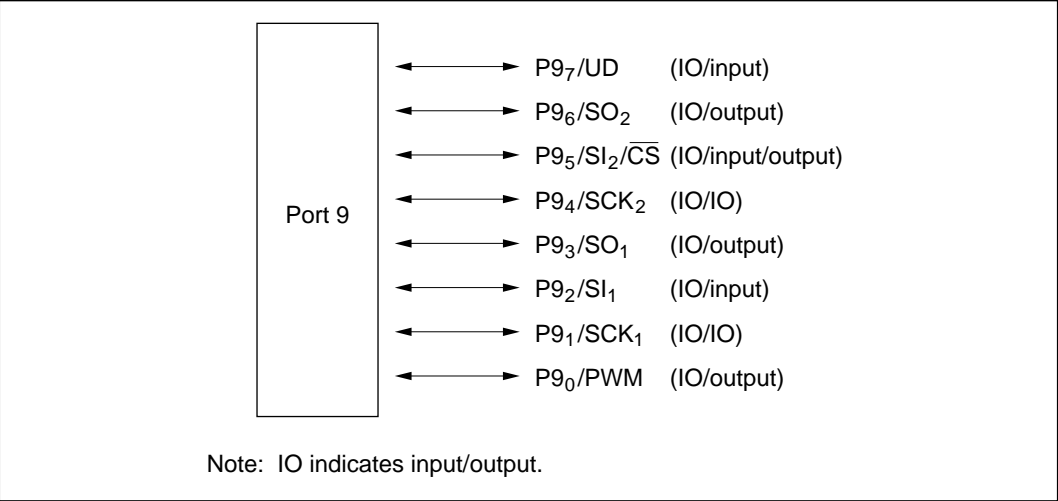 Port 9
P9₇/UD (IO/input)
P9₆/SO₂ (IO/output)
P9₅/SI₂/C̅S̅ (IO/input/output)
P9₄/SCK₂ (IO/IO)
P9₃/SO₁ (IO/output)
P9₂/SI₁ (IO/input)
P9₁/SCK₁ (IO/IO)
P9₀/PWM (IO/output)
Note: IO indicates input/output.